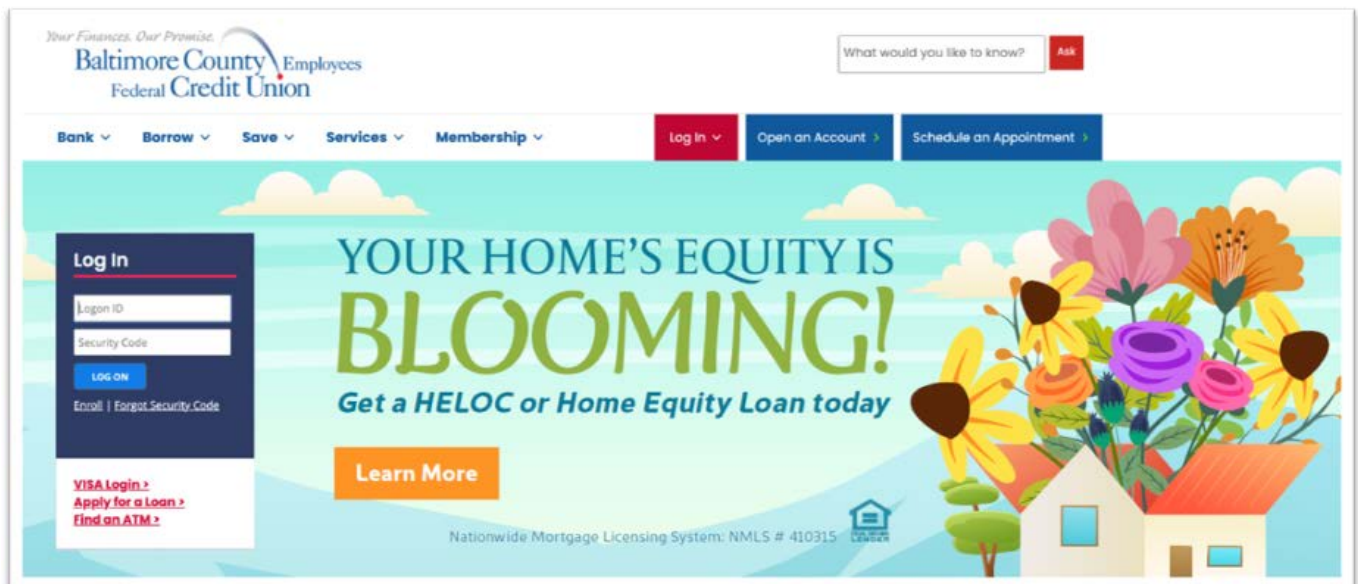 Your Finances. Our Promise.
Baltimore County Employees
Federal Credit Union
What would you like to know? Ask
Bank Borrow Save Services Membership Log In Open an Account Schedule an Appointment
Log In
Logon ID
Security Code
LOG ON
Enroll | Forgot Security Code
VISA Login >
Apply for a Loan >
Find an ATM >
YOUR HOME'S EQUITY IS
BLOOMING!
Get a HELOC or Home Equity Loan today
Learn More
Nationwide Mortgage Licensing System: NMLS # 410315